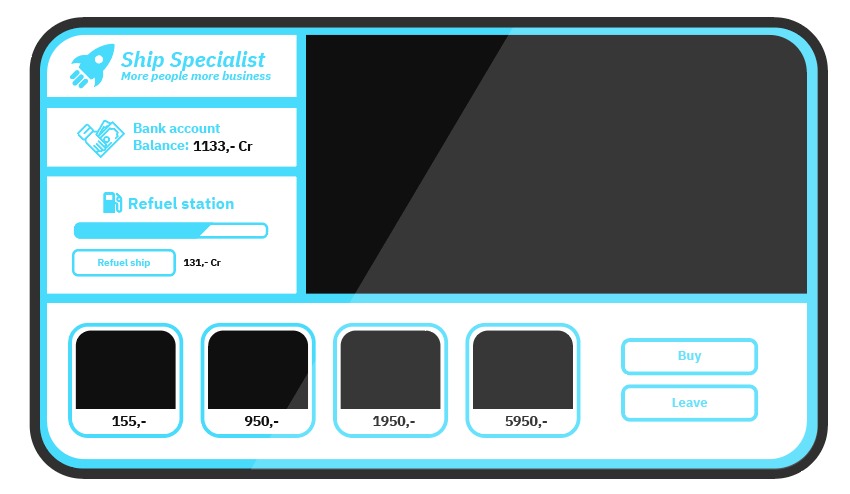 Ship Specialist
More people more business
Bank account
Balance: 1133,- Cr
Refuel station
Refuel ship 131,- Cr
155,- 950,- 1950,- 5950,-
Buy
Leave